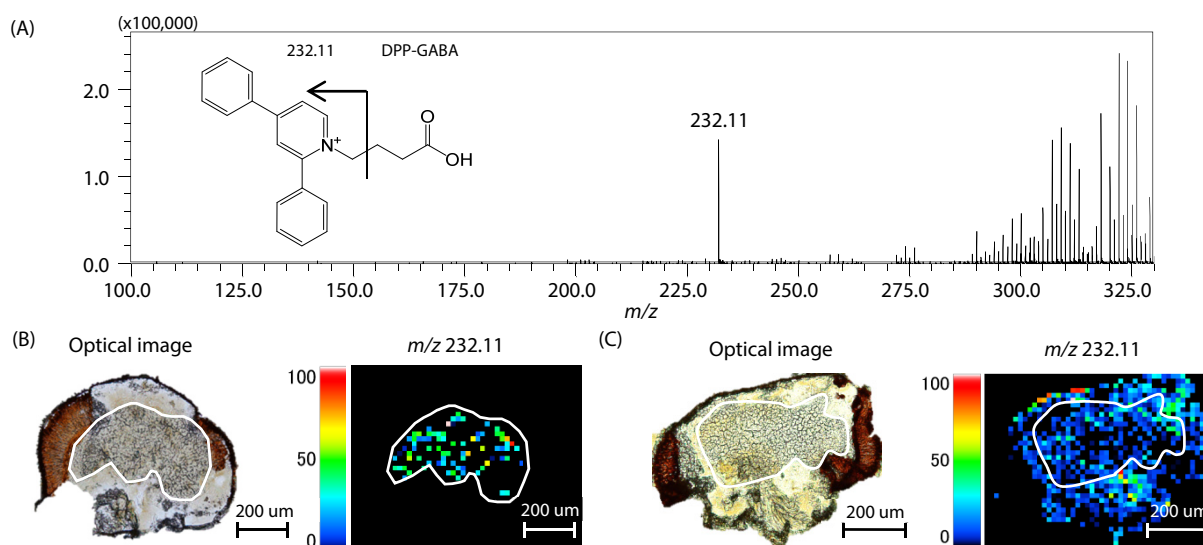 (A)
(x100,000)
232.11 DPP-GABA
2.0
1.0
0.0
N+
O
OH
232.11
100.0 125.0 150.0 175.0 200.0 225.0 250.0 275.0 300.0 325.0
m/z
(B)
Optical image
m/z 232.11
100
50
0
200 um
200 um
(C)
Optical image
m/z 232.11
100
50
0
200 um
200 um